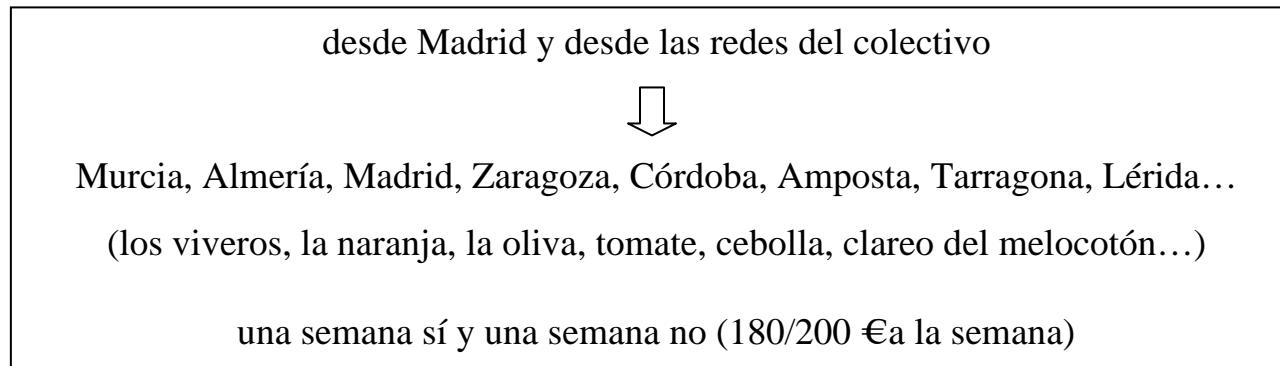 desde Madrid y desde las redes del colectivo
Murcia, Almería, Madrid, Zaragoza, Córdoba, Amposta, Tarragona, Lérida…
(los viveros, la naranja, la oliva, tomate, cebolla, clareo del melocotón…)
una semana sí y una semana no (180/200 €a la semana)